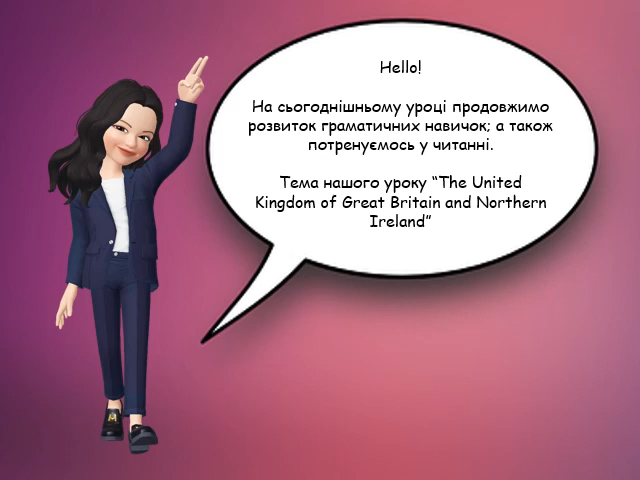 Hello!
На сьогоднішньому уроці продовжимо
розвиток граматичних навичок; а також
потренуємось у читанні.
Тема нашого уроку “The United
Kingdom of Great Britain and Northern
Ireland”